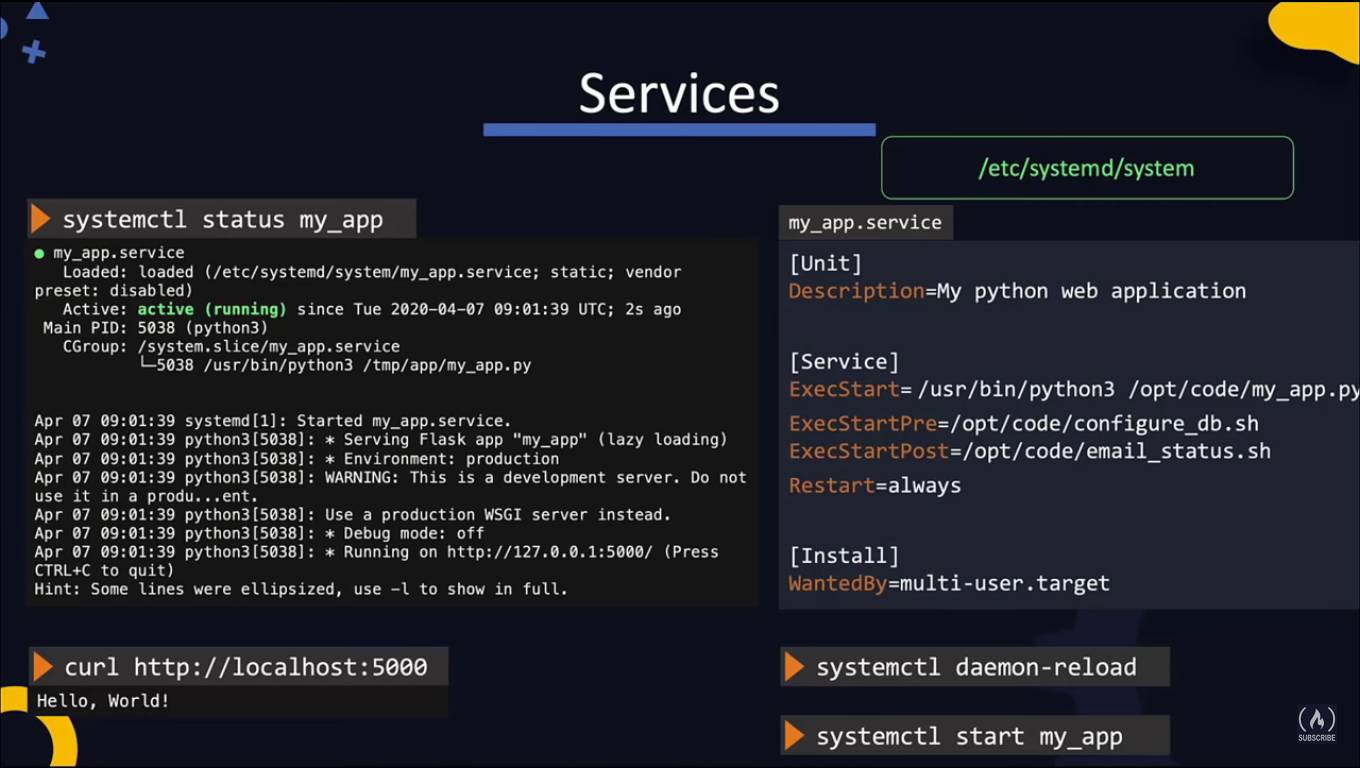 Services
/etc/systemd/system
systemctl status my_app
● my_app.service
Loaded: loaded (/etc/systemd/system/my_app.service; static; vendor
preset: disabled)
Active: active (running) since Tue 2020-04-07 09:01:39 UTC; 2s ago
Main PID: 5038 (python3)
CGroup: /system.slice/my_app.service
└─5038 /usr/bin/python3 /tmp/app/my_app.py
Apr 07 09:01:39 systemd[1]: Started my_app.service.
Apr 07 09:01:39 python3[5038]: * Serving Flask app "my_app" (lazy loading)
Apr 07 09:01:39 python3[5038]: * Environment: production
Apr 07 09:01:39 python3[5038]: WARNING: This is a development server. Do not
use it in a produ...ent.
Apr 07 09:01:39 python3[5038]: Use a production WSGI server instead.
Apr 07 09:01:39 python3[5038]: * Debug mode: off
Apr 07 09:01:39 python3[5038]: * Running on http://127.0.0.1:5000/ (Press
CTRL+C to quit)
Hint: Some lines were ellipsized, use -l to show in full.
curl http://localhost:5000
Hello, World!
my_app.service
[Unit]
Description=My python web application
[Service]
ExecStart= /usr/bin/python3 /opt/code/my_app.py
ExecStartPre=/opt/code/configure_db.sh
ExecStartPost=/opt/code/email_status.sh
Restart=always
[Install]
WantedBy=multi-user.target
systemctl daemon-reload
systemctl start my_app
SUBSCRIBE